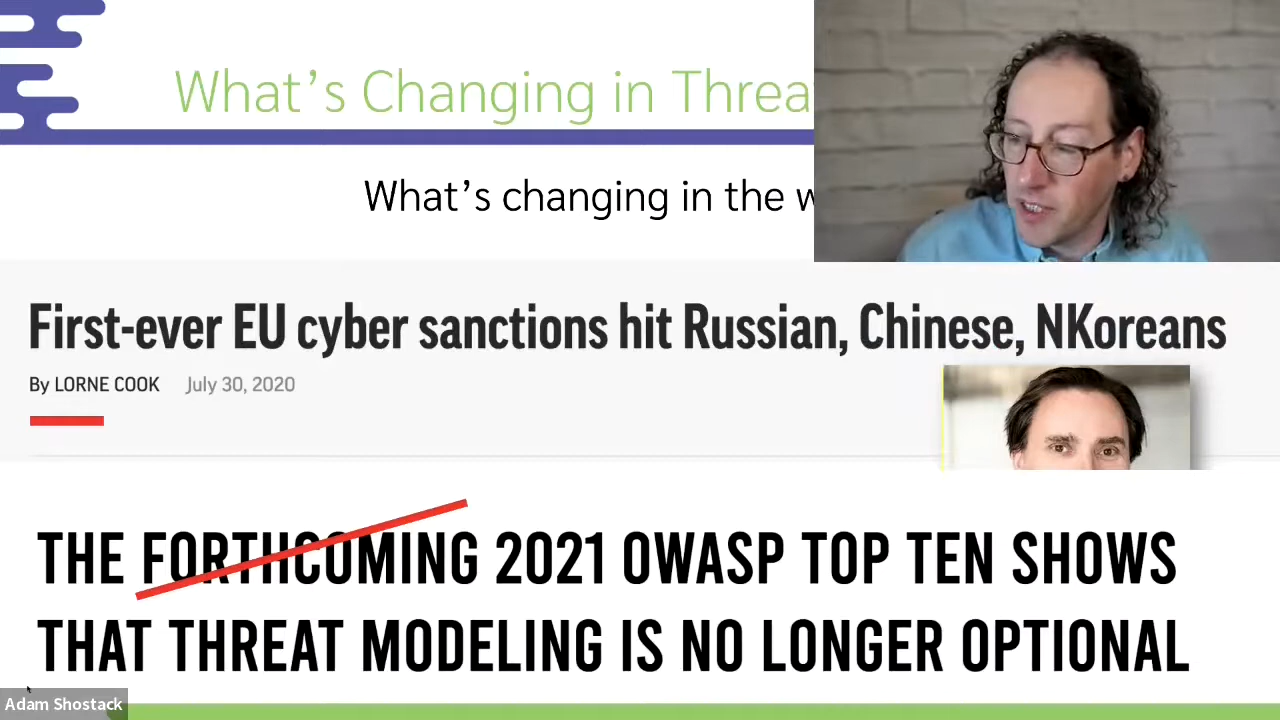 What's Changing in Threa
What's changing in the w
First-ever EU cyber sanctions hit Russian, Chinese, NKoreans
By LORNE COOK July 30, 2020
THE FORTHCOMING 2021 OWASP TOP TEN SHOWS
THAT THREAT MODELING IS NO LONGER OPTIONAL
Adam Shostack